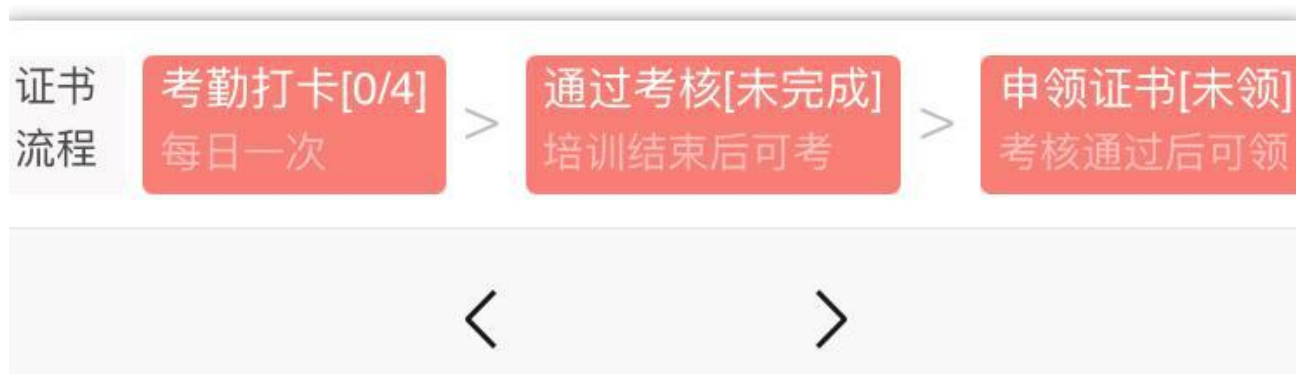 证书
流程
考勤打卡[0/4]
每日一次
>
通过考核[未完成]
培训结束后可考
>
申领证书[未领]
考核通过后可领